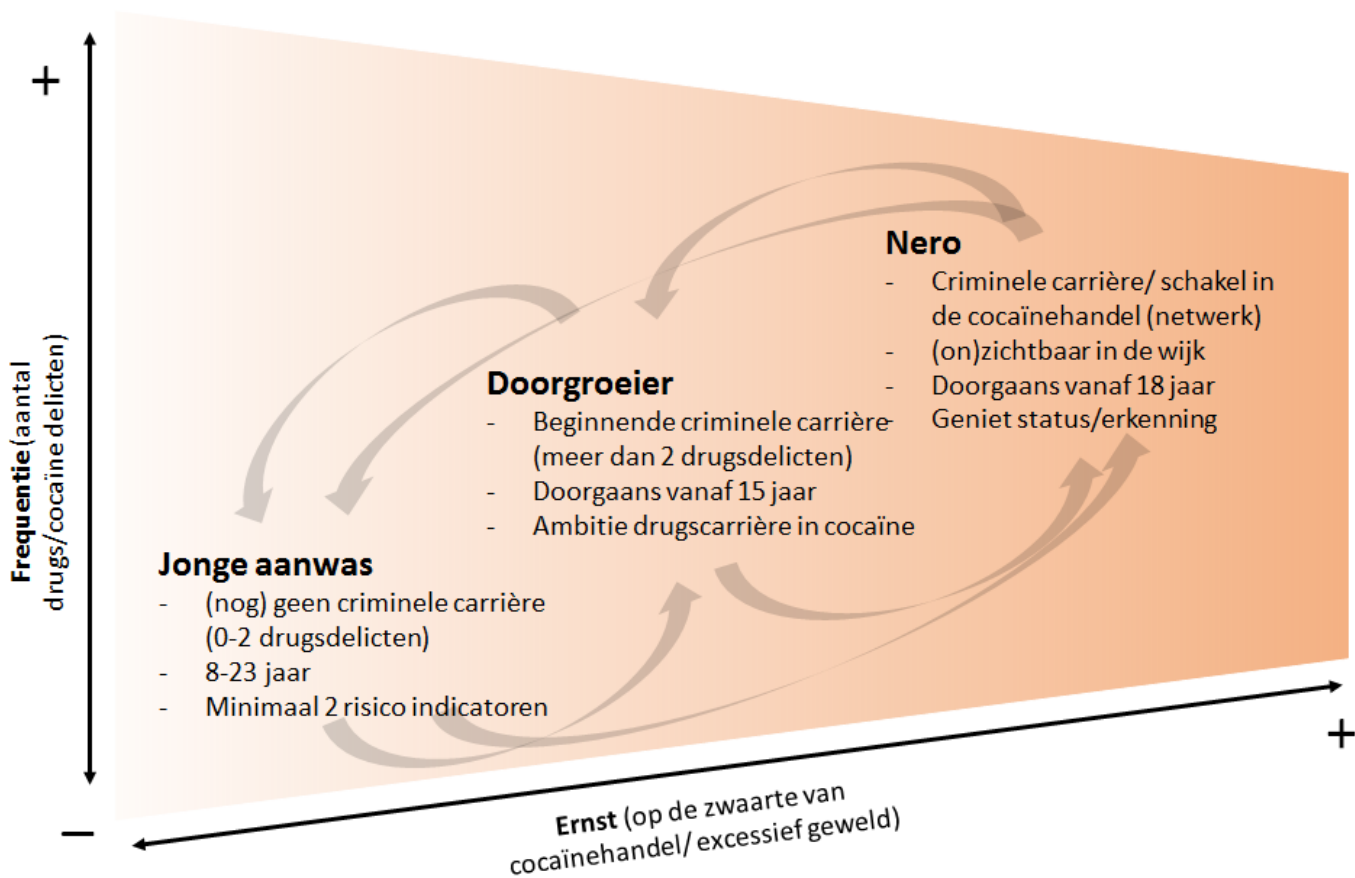 +
Frequentie (aantal
drugs/cocaïne delicten)
–
Nero
- Criminele carrière/ schakel in
de cocaïnehandel (netwerk)
- (on)zichtbaar in de wijk
- Doorgaans vanaf 18 jaar
- Geniet status/erkenning
Doorgroeier
- Beginnende criminele carrière
(meer dan 2 drugsdelicten)
- Doorgaans vanaf 15 jaar
- Ambitie drugscarrière in cocaïne
Jonge aanwas
- (nog) geen criminele carrière
(0-2 drugsdelicten)
- 8-23 jaar
- Minimaal 2 risico indicatoren
+
Ernst (op de zwaarte van
cocaïnehandel/ excessief geweld)